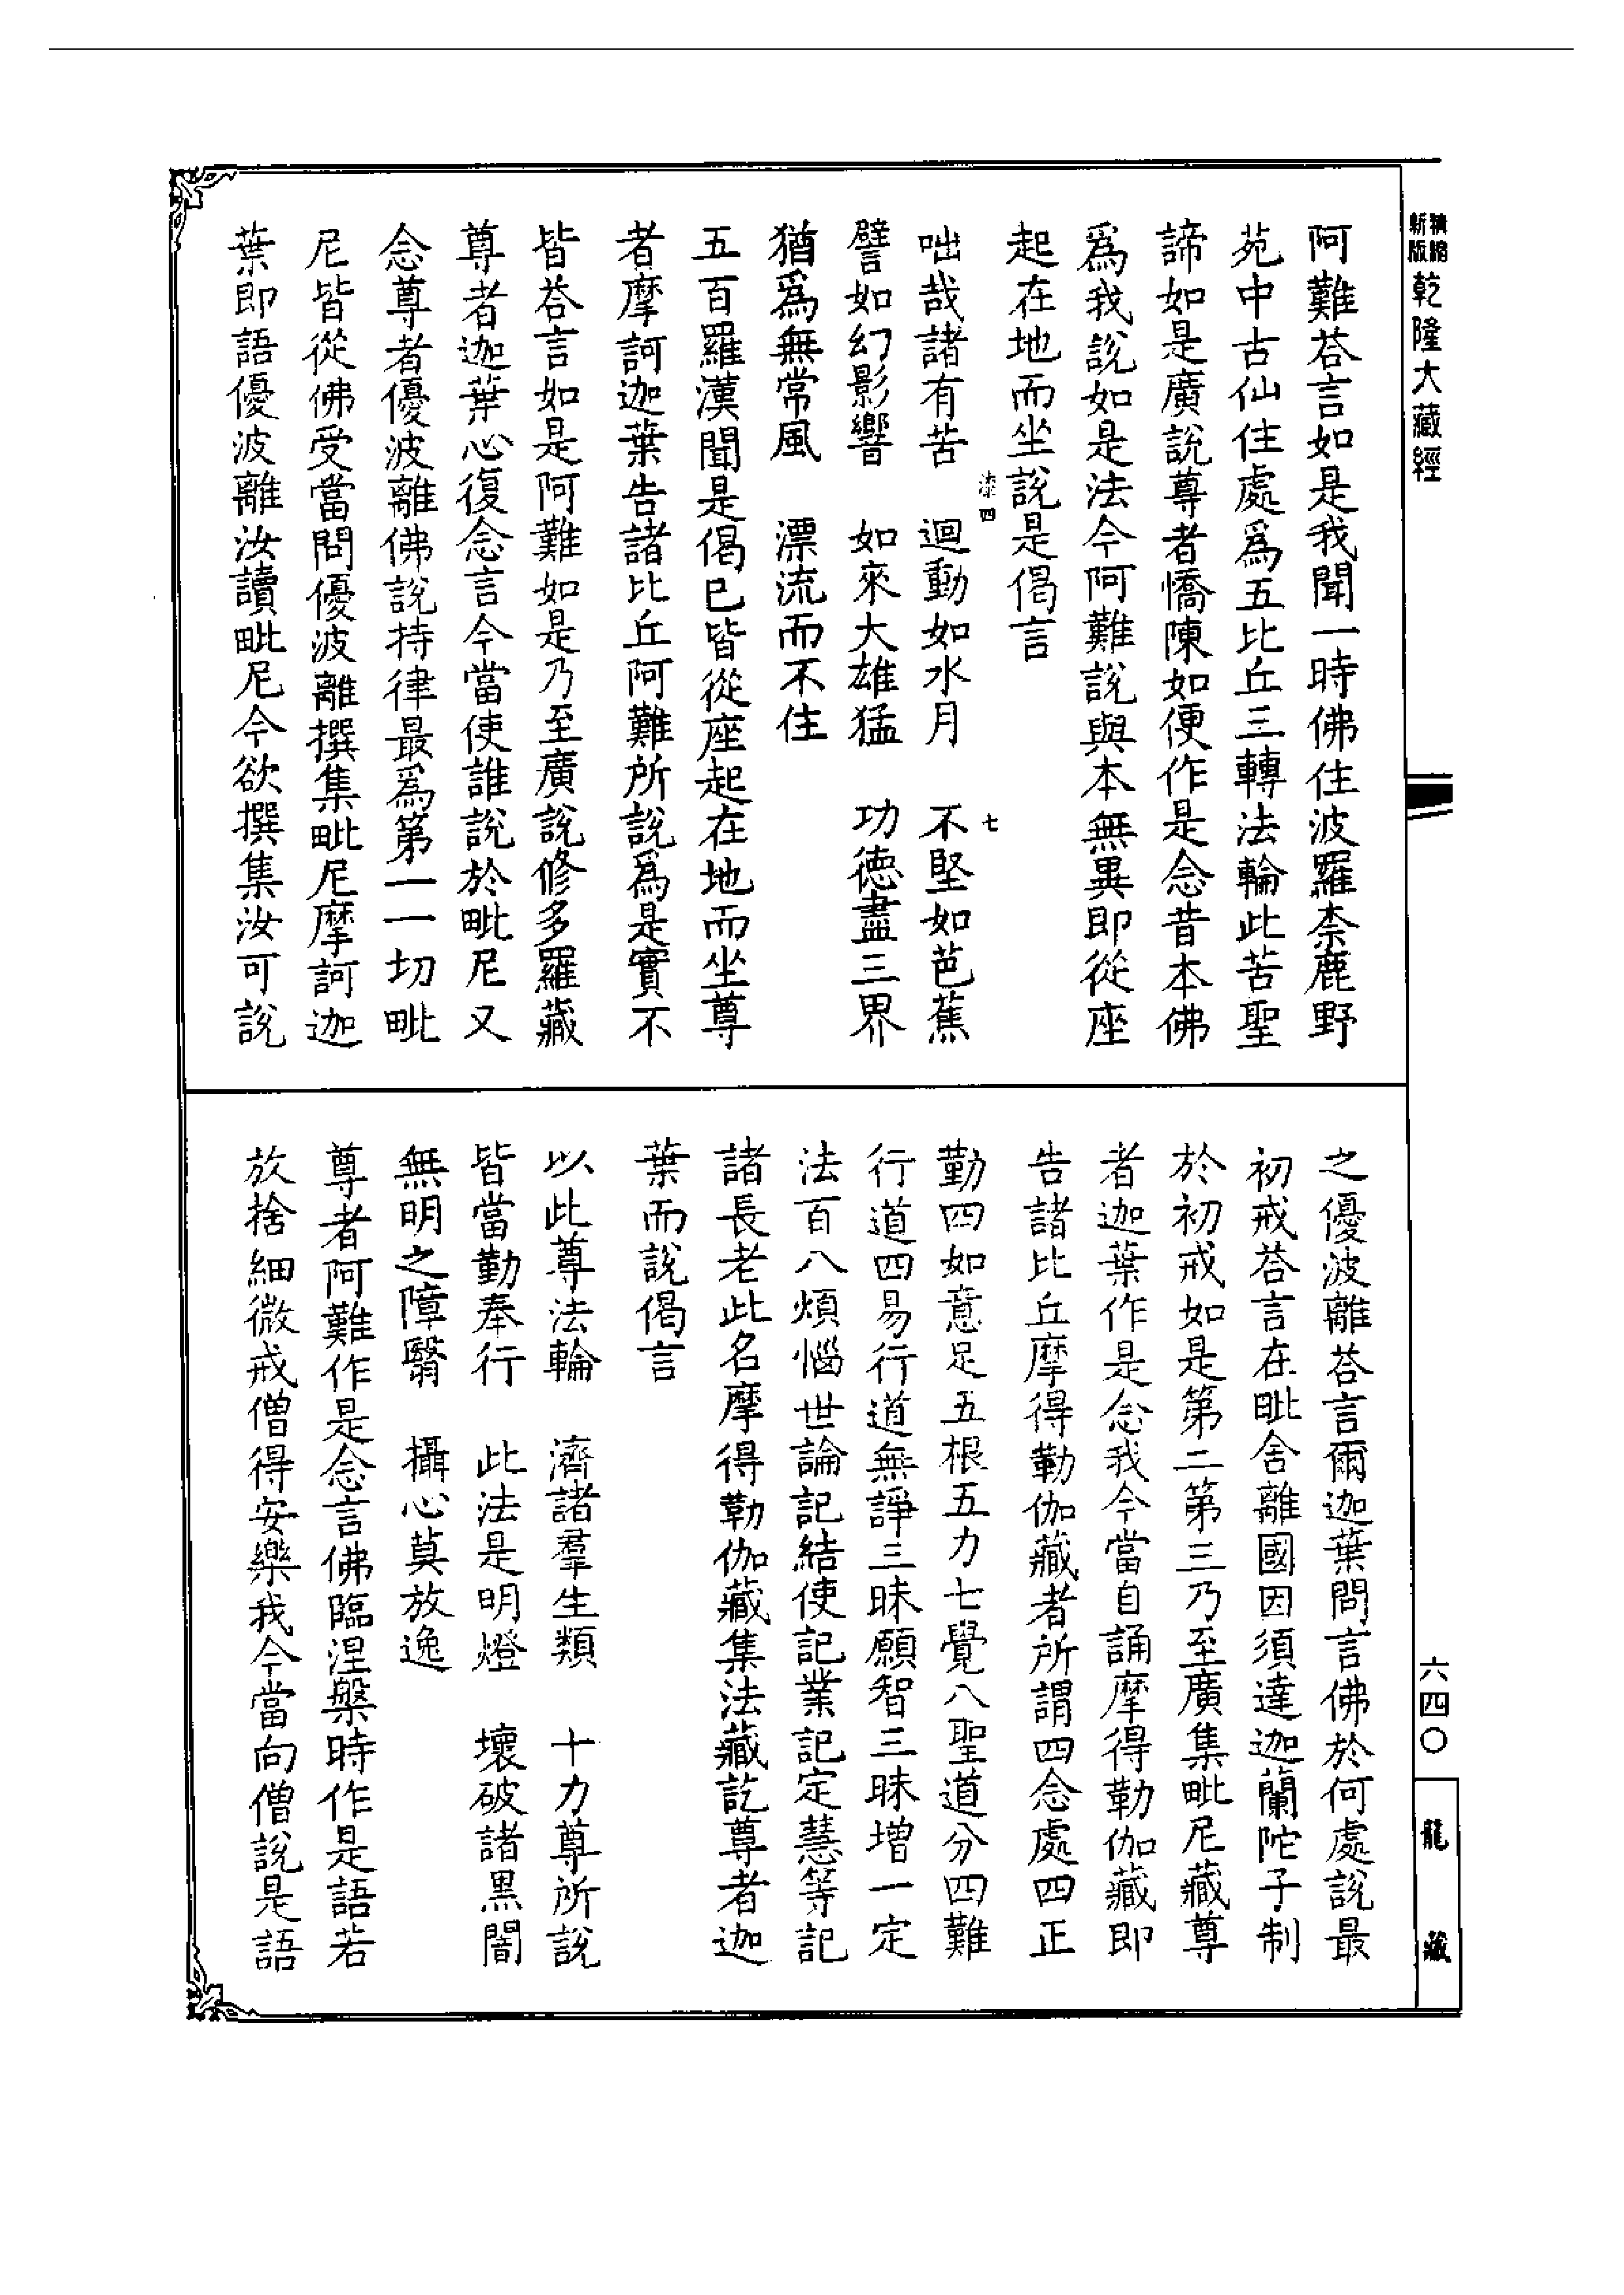 新版
精縮
乾隆大藏經
阿難荅言如是我聞一時佛住波羅柰鹿野
苑中古仙住處爲五比丘三轉法輪此苦聖
諦如是廣說尊者憍陳如便作是念昔本佛
爲我說如是法今阿難說與本無異即從座
起在地而坐說是偈言
漆四
七
咄哉諸有苦　迴動如水月　不堅如芭蕉
譬如幻影響　如來大雄猛　功德盡三界
猶爲無常風　漂流而不住
五百羅漢聞是偈已皆從座起在地而坐尊
者摩訶迦葉告諸比丘阿難所說爲是實不
皆荅言如是阿難如是乃至廣說修多羅藏
尊者迦葉心復念言今當使誰說於毗尼又
念尊者優波離佛說持律最爲第一一切毗
尼皆從佛受當問優波離撰集毗尼摩訶迦
葉即語優波離汝讀毗尼今欲撰集汝可說
之優波離荅言爾迦葉問言佛於何處說最
初戒荅言在毗舍離國因須達迦蘭陀子制
於初戒如是第二第三乃至廣集毗尼藏尊
者迦葉作是念我今當自誦摩得勒伽藏即
告諸比丘摩得勒伽藏者所謂四念處四正
勤四如意足五根五力七覺八聖道分四難
行道四易行道無諍三昧願智三昧增一定
法百八煩惱世論記結使記業記定慧等記
諸長老此名摩得勒伽藏集法藏訖尊者迦
葉而說偈言
以此尊法輪　濟諸羣生類　十力尊所說
皆當勤奉行　此法是明燈　壞破諸黑闇
無明之障翳　攝心莫放逸
尊者阿難作是念言佛臨涅槃時作是語若
放捨細微戒僧得安樂我今當向僧說是語
六四〇
龍藏